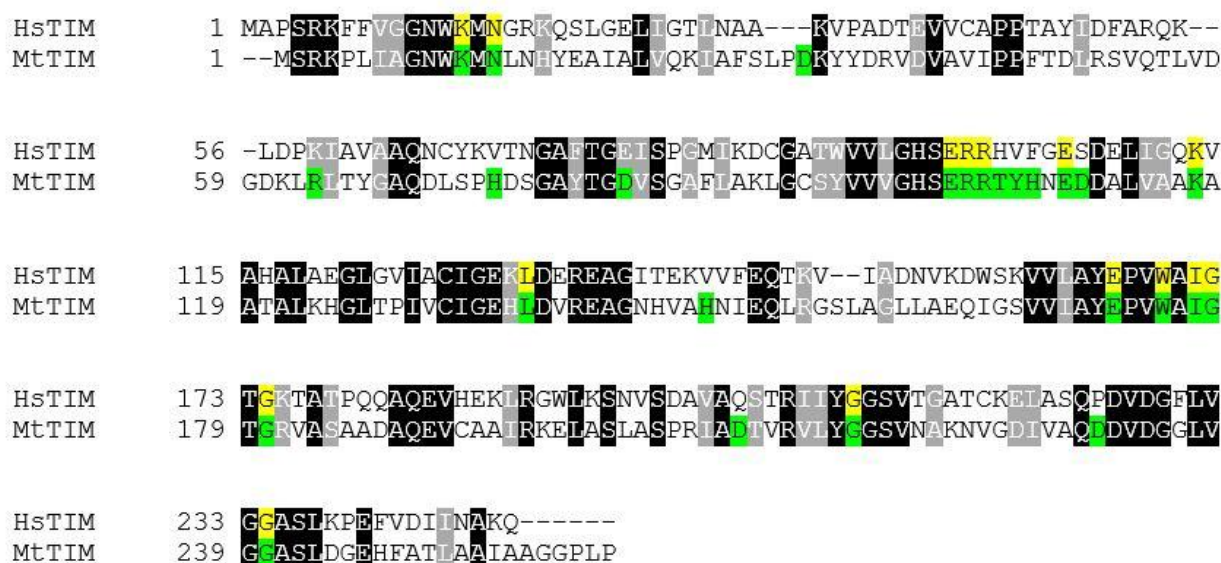 HsTIM 1 MAPSRKFFVGGNWKMNGRKQSLGELIGTLNAA---KVPADTEVVCAPPTAYIDFARQK--
MtTIM 1 --MSRKPLIAGNWKMNLNHYEAIALVQKIAFSLPDKYYDRVDVAVIPPFTDLRSVQTLVD
HsTIM 56 -LDPKIAVAAQNCYKVTNGAFTGEISPGMIKDCGATWVVLGHSERRHVFGESDELIGQKV
MtTIM 59 GDKLRLTYGAQDLSPHDSGAYTGDVSGAFLAKLGCSYVVVGHSERRTYHNEDDALVAAKA
HsTIM 115 AHALAEGLGVIACIGEKLDEREAGITEKVVFEQTKV--IADNVKDWSKVVLAYEPVWAIG
MtTIM 119 ATALKHGLTPIVCIGEHLDVREAGNHVAHNIEQLRGSLAGLLAEQIGSVVIAYEPVWAIG
HsTIM 173 TGKTATPQQAQEVHEKLRGWLKSNVSDAVAQSTRIIYGGSVTGATCKELASQPDVDGFLV
MtTIM 179 TGRVASAADAQEVCAAIRKELASLASPRIADTVRVLYGGSVNAKNVGDIVAQDDVDGGLV
HsTIM 233 GGASLKPEFVDIINAKQ------
MtTIM 239 GGASLDGEHFATLAAIAAGGPLP